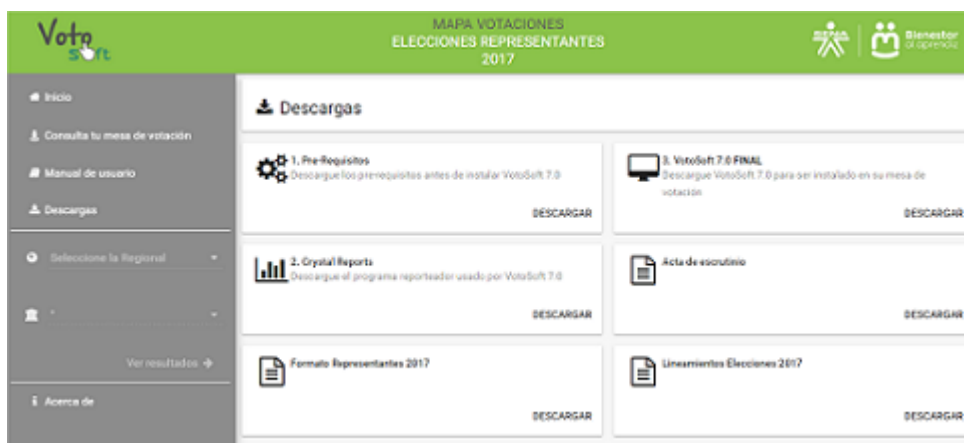 Voto
soft
MAPA VOTACIONES
ELECCIONES REPRESENTANTES
2017
Bienestar
al aprendiz
Inicio
Consulta tu mesa de votación
Manual de usuario
Descargas
Seleccione la Regional
*
Ver resultados
Acerca de
Descargas
1. Pre-Requisitos
Descargue los prerequisitos antes de instalar VotoSoft 7.0
DESCARGAR
3. VotoSoft 7.0 FINAL
Descargue VotoSoft 7.0 para ser instalado en su mesa de
votación
DESCARGAR
2. Crystal Reports
Descargue el programa reporteador usado por VotoSoft 7.0
DESCARGAR
Acta de escrutinio
DESCARGAR
Formato Representantes 2017
DESCARGAR
Lineamientos Elecciones 2017
DESCARGAR